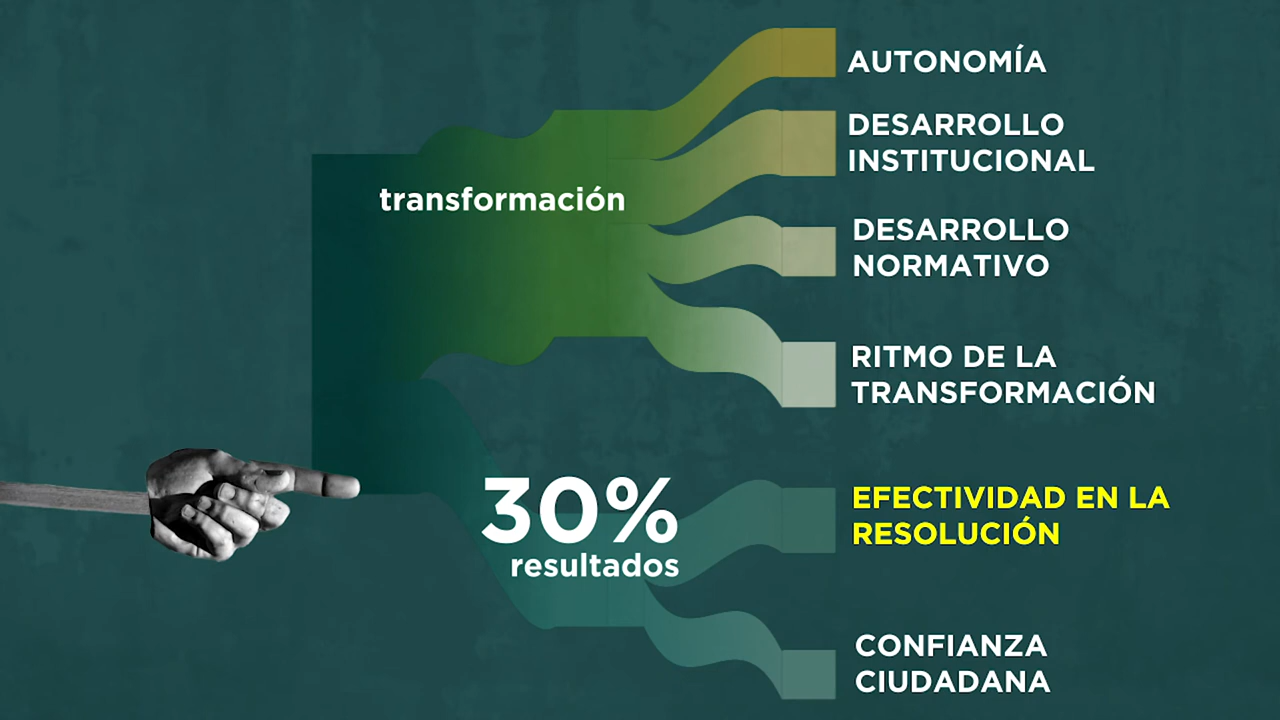 AUTONOMÍA
DESARROLLO
INSTITUCIONAL
transformación
DESARROLLO
NORMATIVO
RITMO DE LA
TRANSFORMACIÓN
30%
resultados
EFECTIVIDAD EN LA
RESOLUCIÓN
CONFIANZA
CIUDADANA